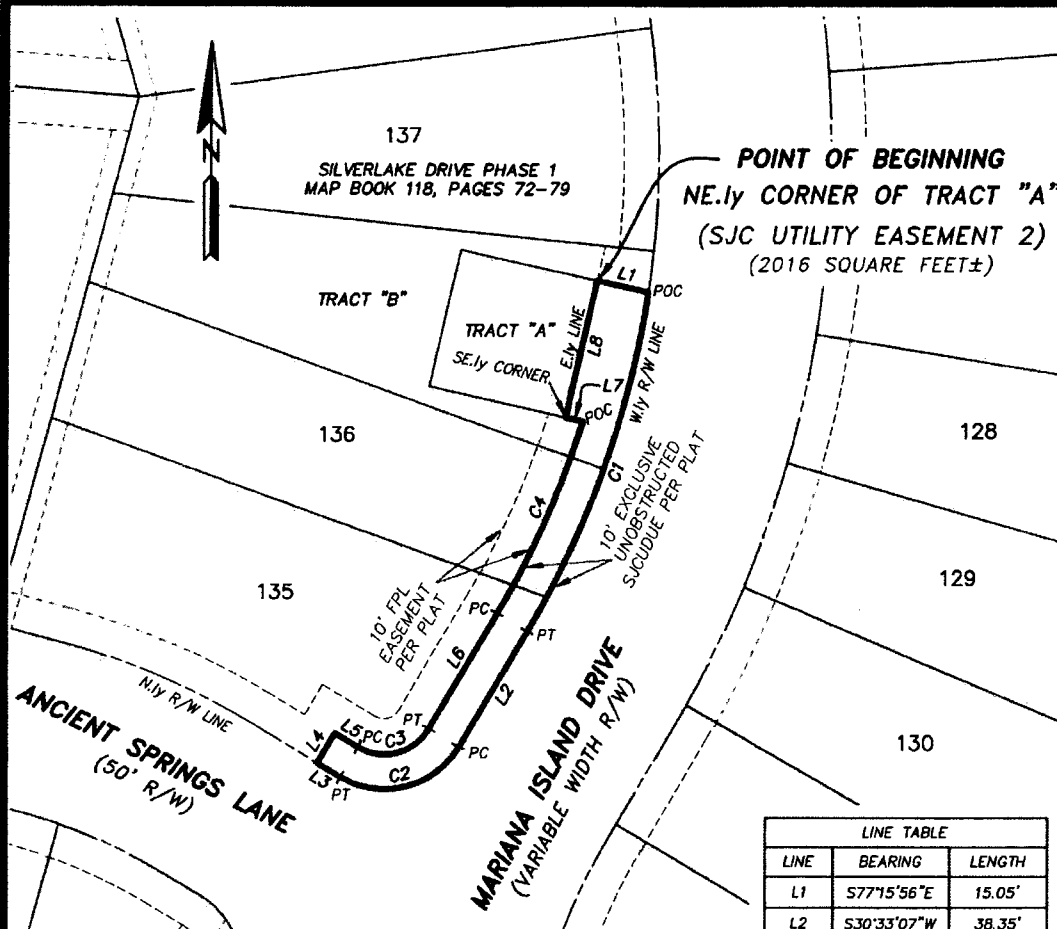 N
137
SILVERLAKE DRIVE PHASE 1
MAP BOOK 118, PAGES 72-79
POINT OF BEGINNING
NE.ly CORNER OF TRACT "A"
(SJC UTILITY EASEMENT 2)
(2016 SQUARE FEET±)
L1
POC
TRACT "B"
TRACT "A"
E.ly LINE
L8
W.ly R/W LINE
SE.ly CORNER
L7
POC
136
128
C1
C4
10' EXCLUSIVE
UNOBSTRUCTED
SJCUDUE PER PLAT
10' FPL
EASEMENT
PER PLAT
135
129
PC
PT
L6
L2
N.ly R/W LINE
ANCIENT SPRINGS LANE
(50' R/W)
PT
L5
PC
C3
PC
L4
C2
L3
PT
MARIANA ISLAND DRIVE
(VARIABLE WIDTH R/W)
130
LINE TABLE
LINE BEARING LENGTH
L1 S77°15'56"E 15.05'
L2 S30°33'07"W 38.35'